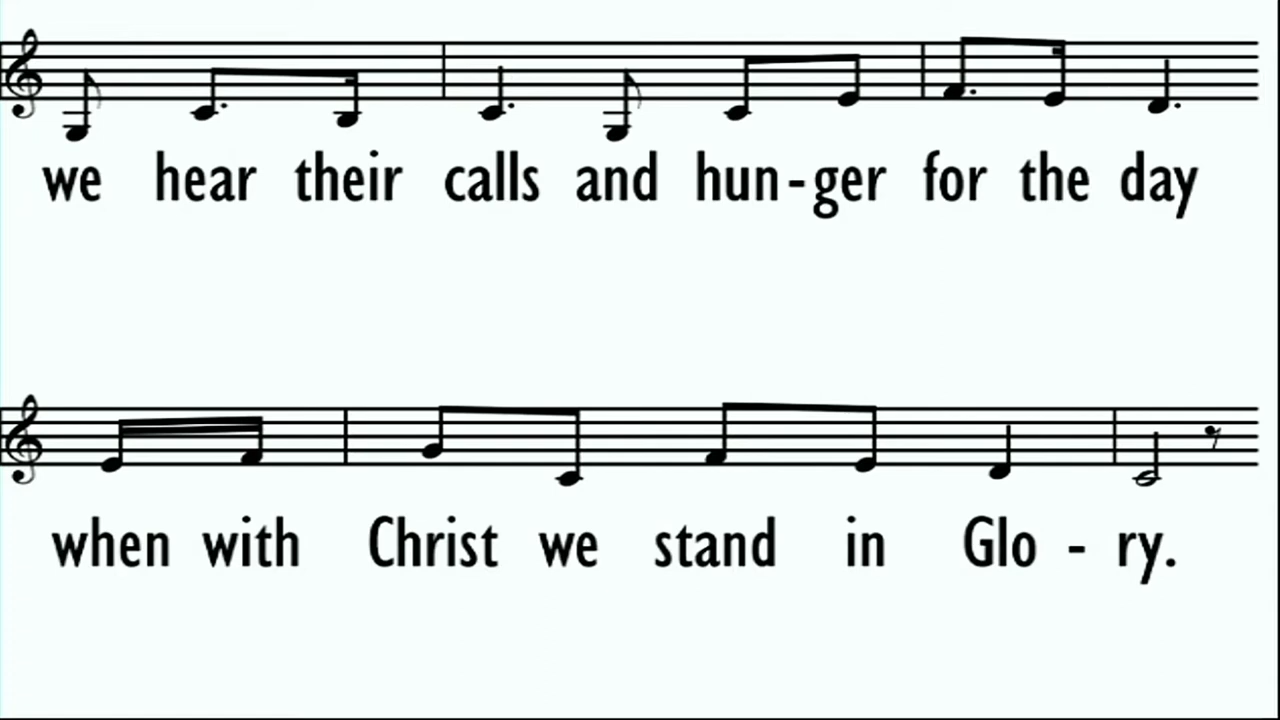 we hear their calls and hun-ger for the day
when with Christ we stand in Glo - ry.